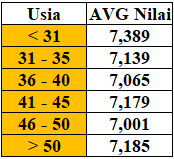 Usia AVG Nilai
< 31 7,389
31 - 35 7,139
36 - 40 7,065
41 - 45 7,179
46 - 50 7,001
> 50 7,185